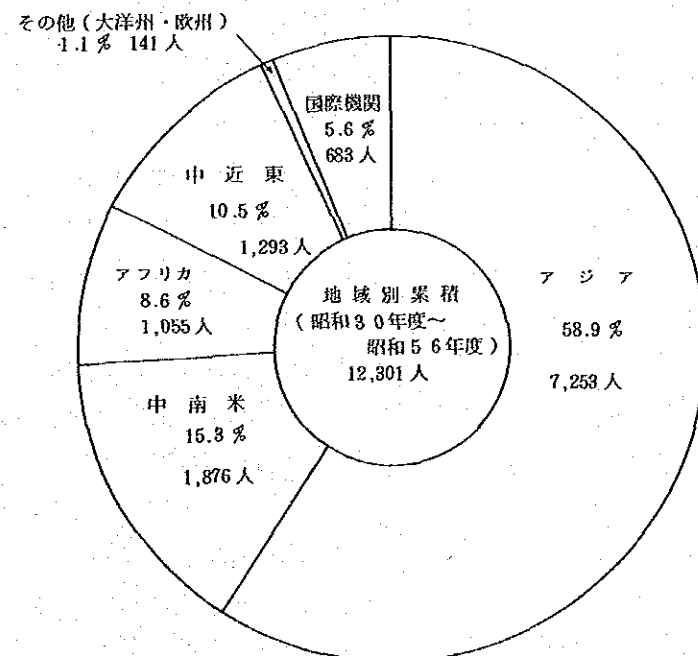 その他(大洋州・欧州)
1.1% 141人
国際機関
5.6%
683人
中近東
10.5%
1,293人
アフリカ
8.6%
1,055人
中南米
15.3%
1,876人
地域別累積
(昭和30年度~
昭和56年度)
12,301人
アジア
58.9%
7,253人